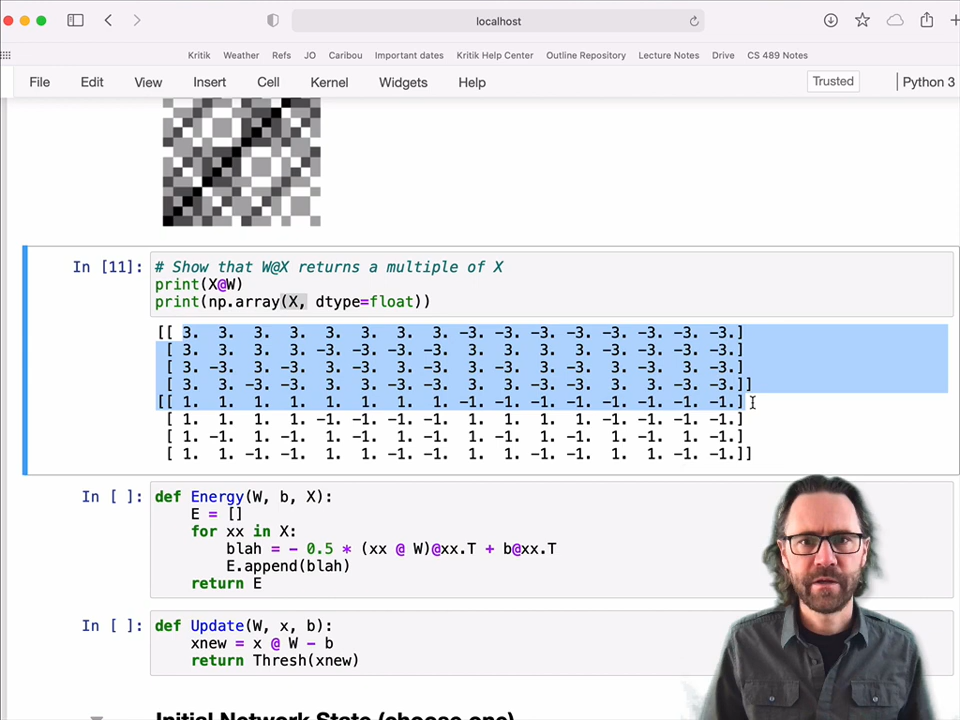 localhost
Kritik Weather Refs JO Caribou Important dates Kritik Help Center Outline Repository Lecture Notes Drive CS 489 Notes
File Edit View Insert Cell Kernel Widgets Help Trusted Python 3
In [11]: # Show that W@X returns a multiple of X
print(X@W)
print(np.array(X, dtype=float))
[[ 3. 3. 3. 3. 3. 3. 3. 3. -3. -3. -3. -3. -3. -3. -3. -3.]
[ 3. 3. 3. 3. -3. -3. -3. -3. 3. 3. 3. 3. -3. -3. -3. -3.]
[ 3. -3. 3. -3. 3. -3. 3. -3. 3. -3. 3. -3. 3. -3. 3. -3.]
[ 3. 3. -3. -3. 3. 3. -3. -3. 3. 3. -3. -3. 3. 3. -3. -3.]]
[[ 1. 1. 1. 1. 1. 1. 1. 1. -1. -1. -1. -1. -1. -1. -1. -1.]
[ 1. 1. 1. 1. -1. -1. -1. -1. 1. 1. 1. 1. -1. -1. -1. -1.]
[ 1. -1. 1. -1. 1. -1. 1. -1. 1. -1. 1. -1. 1. -1. 1. -1.]
[ 1. 1. -1. -1. 1. 1. -1. -1. 1. 1. -1. -1. 1. 1. -1. -1.]]
In [ ]: def Energy(W, b, X):
E = []
for xx in X:
blah = - 0.5 * (xx @ W)@xx.T + b@xx.T
E.append(blah)
return E
In [ ]: def Update(W, x, b):
xnew = x @ W - b
return Thresh(xnew)
Initial Network State (choose one)